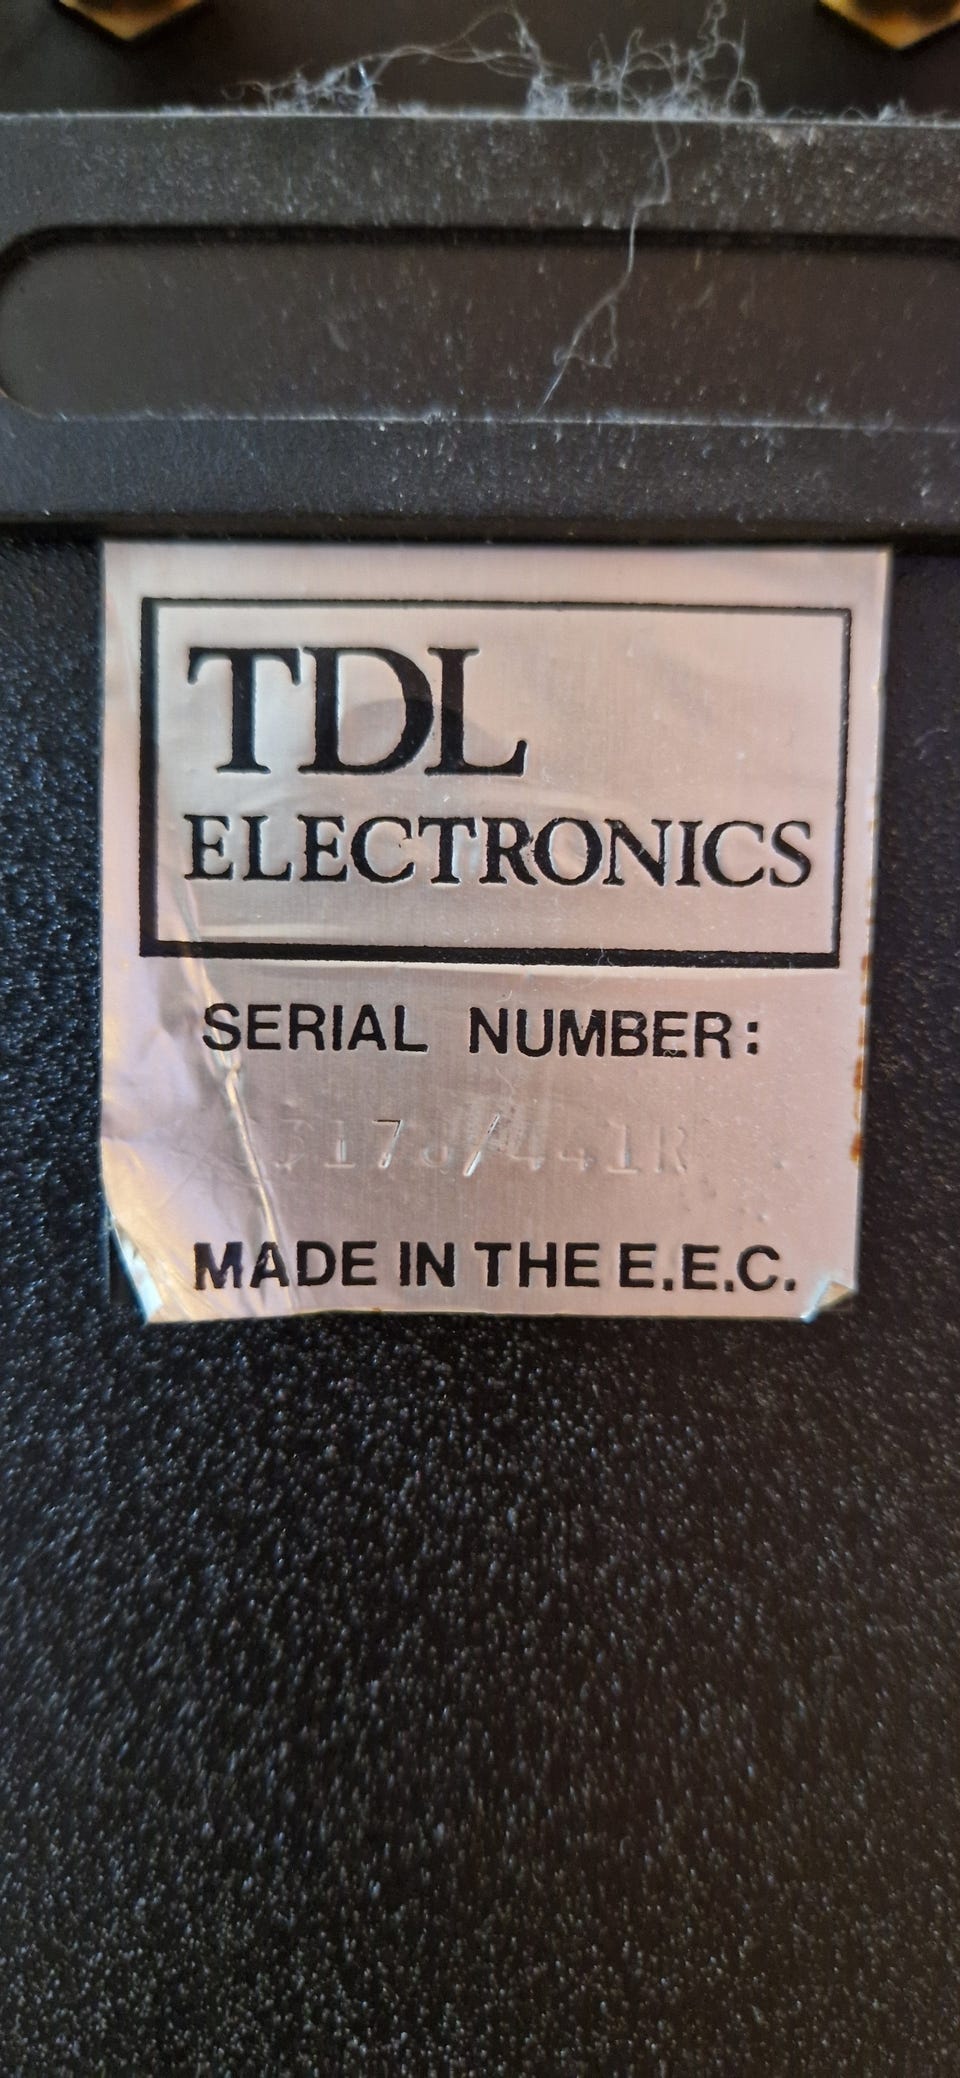 TDL
ELECTRONICS
SERIAL NUMBER:
MADE IN THE E.E.C.